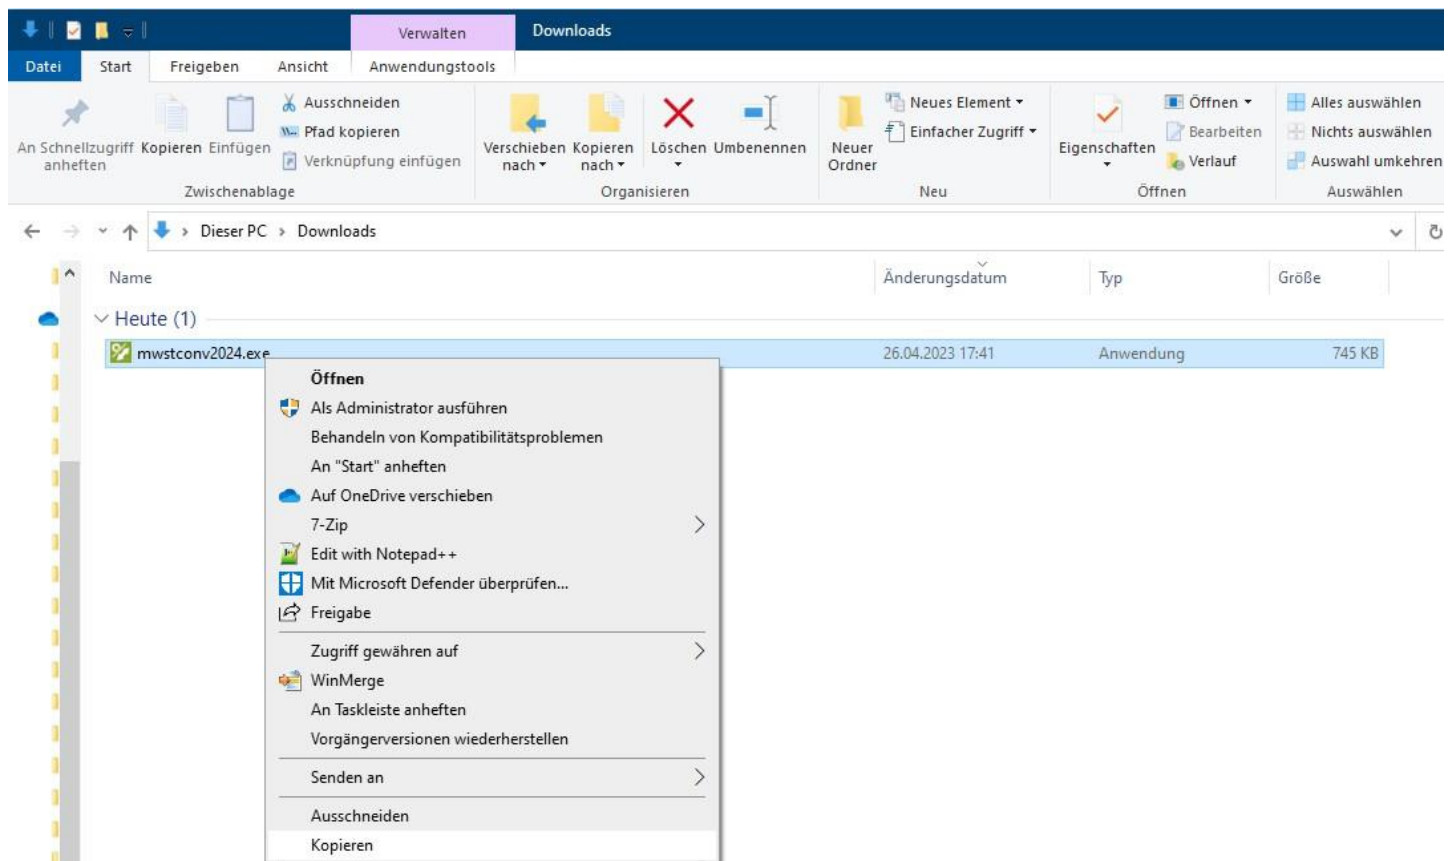 Verwalten
Downloads
Datei
Start
Freigeben
Ansicht
Anwendungstools
An Schnellzugriff anheften
Kopieren
Einfügen
Ausschneiden
Pfad kopieren
Verknüpfung einfügen
Zwischenablage
Verschieben nach
Kopieren nach
Löschen
Umbenennen
Organisieren
Neuer Ordner
Neues Element
Einfacher Zugriff
Neu
Eigenschaften
Öffnen
Bearbeiten
Verlauf
Öffnen
Alles auswählen
Nichts auswählen
Auswahl umkehren
Auswählen
Dieser PC > Downloads
Name
Änderungsdatum
Typ
Größe
Heute (1)
mwstconv2024.exe
26.04.2023 17:41
Anwendung
745 KB
Öffnen
Als Administrator ausführen
Behandeln von Kompatibilitätsproblemen
An "Start" anheften
Auf OneDrive verschieben
7-Zip
Edit with Notepad++
Mit Microsoft Defender überprüfen...
Freigabe
Zugriff gewähren auf
WinMerge
An Taskleiste anheften
Vorgängerversionen wiederherstellen
Senden an
Ausschneiden
Kopieren